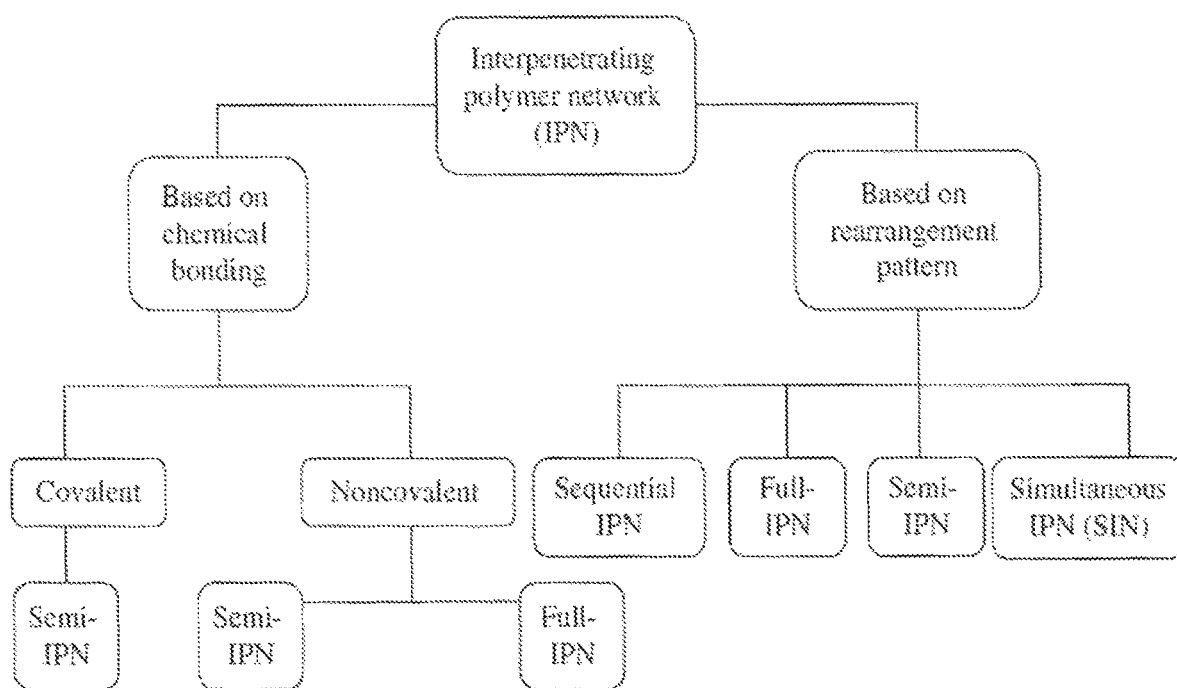 Interpenetrating
polymer network
(IPN)
Based on
chemical
bonding
Based on
rearrangement
pattern
Covalent
Noncovalent
Sequential
IPN
Full-
IPN
Semi-
IPN
Simultaneous
IPN (SIN)
Semi-
IPN
Semi-
IPN
Full-
IPN